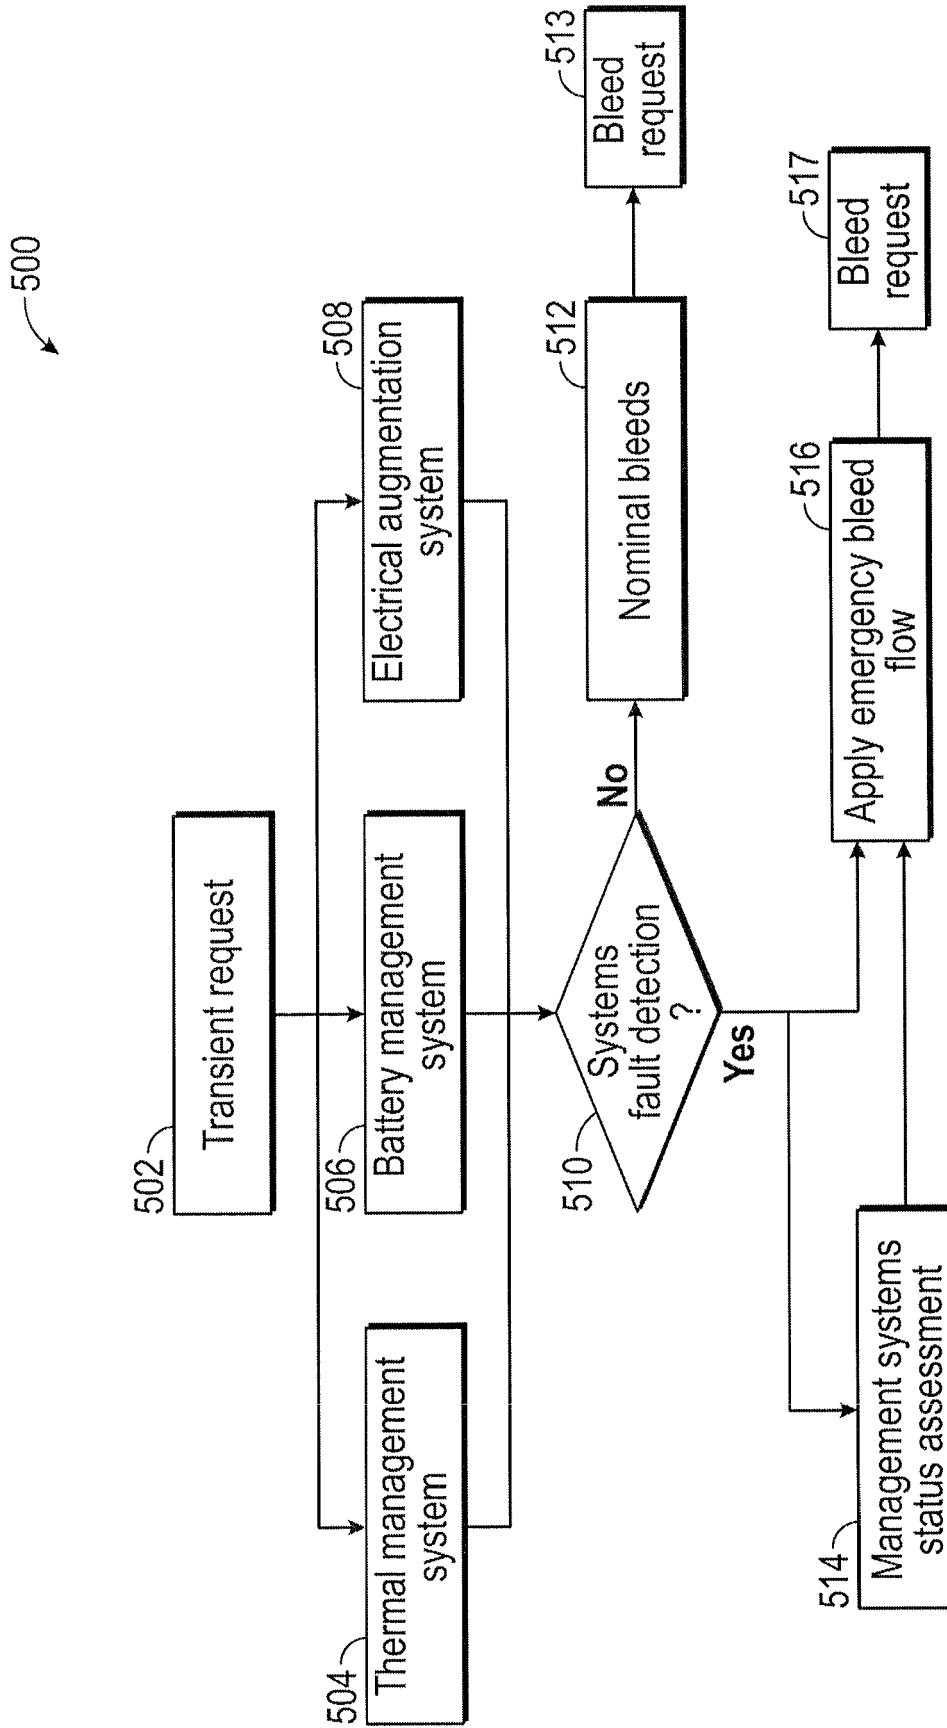 500
502
Transient request
504
Thermal management
system
506
Battery management
system
508
Electrical augmentation
system
510
Systems
fault detection
?
No
Yes
512
Nominal bleeds
513
Bleed
request
514
Management systems
status assessment
516
Apply emergency bleed
flow
517
Bleed
request